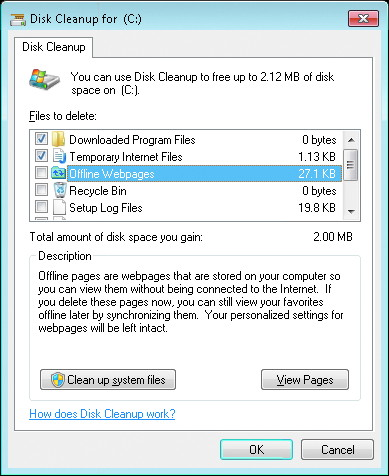 Disk Cleanup for  (C:)
Disk Cleanup
You can use Disk Cleanup to free up to 2.12 MB of disk
space on  (C:).
Files to delete:
Downloaded Program Files 0 bytes
Temporary Internet Files 1.13 KB
Offline Webpages 27.1 KB
Recycle Bin 0 bytes
Setup Log Files 19.8 KB
Total amount of disk space you gain: 2.00 MB
Description
Offline pages are webpages that are stored on your computer so
you can view them without being connected to the Internet.  If
you delete these pages now, you can still view your favorites
offline later by synchronizing them.  Your personalized settings for
webpages will be left intact.
Clean up system files View Pages
How does Disk Cleanup work?
OK Cancel